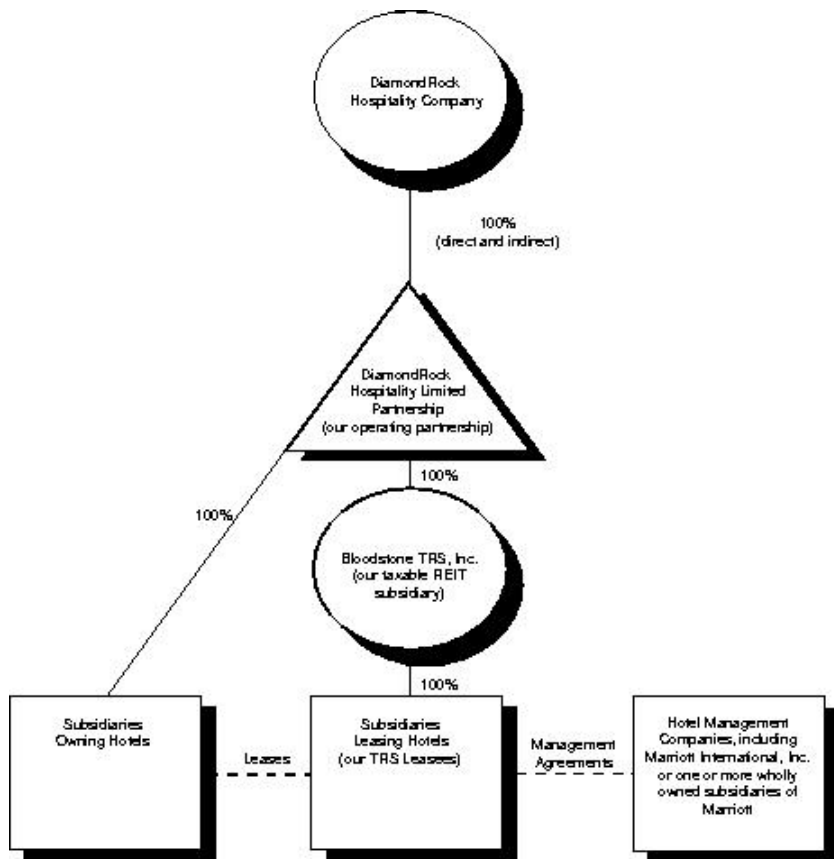 DiamondRock
Hospitality Company
100%
(direct and indirect)
DiamondRock
Hospitality Limited
Partnership
(our operating partnership)
100%
100%
Bloodstone TRS, Inc.
(our taxable REIT
subsidiary)
100%
Subsidiaries
Owning Hotels
Leases
Subsidiaries
Leasing Hotels
(our TRS Leasees)
Management
Agreements
Hotel Management
Companies, including
Marriott International, Inc.
or one or more wholly
owned subsidiaries of
Marriott